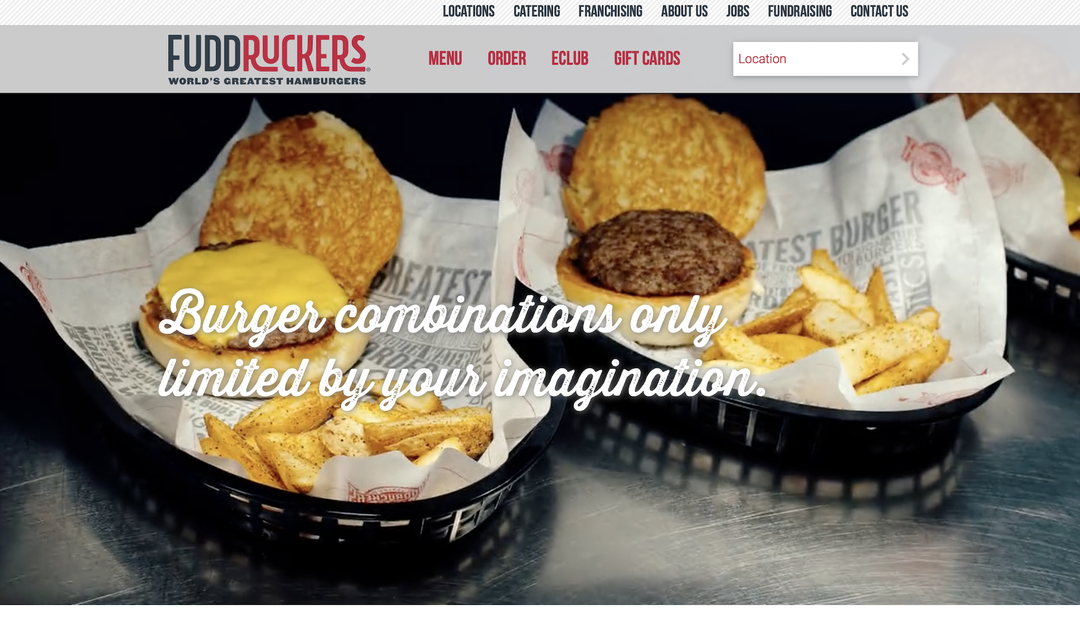 LOCATIONS CATERING FRANCHISING ABOUT US JOBS FUNDRAISING CONTACT US
FUDDRUCKERS®
WORLD'S GREATEST HAMBURGERS
MENU ORDER ECLUB GIFT CARDS
Location
GREATEST
GREATEST BURGER
Burger combinations only
limited by your imagination.